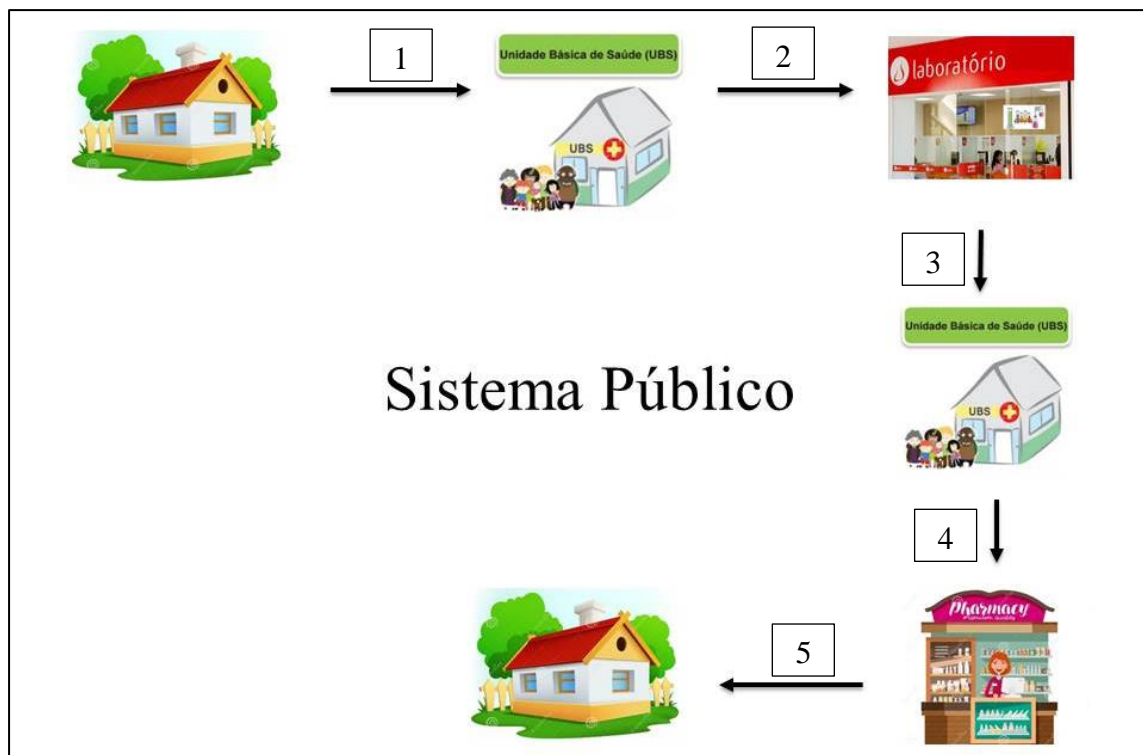 1
Unidade Básica de Saúde (UBS)
2
laboratório
UBS
3
Unidade Básica de Saúde (UBS)
Sistema Público
UBS
4
Pharmacy
5